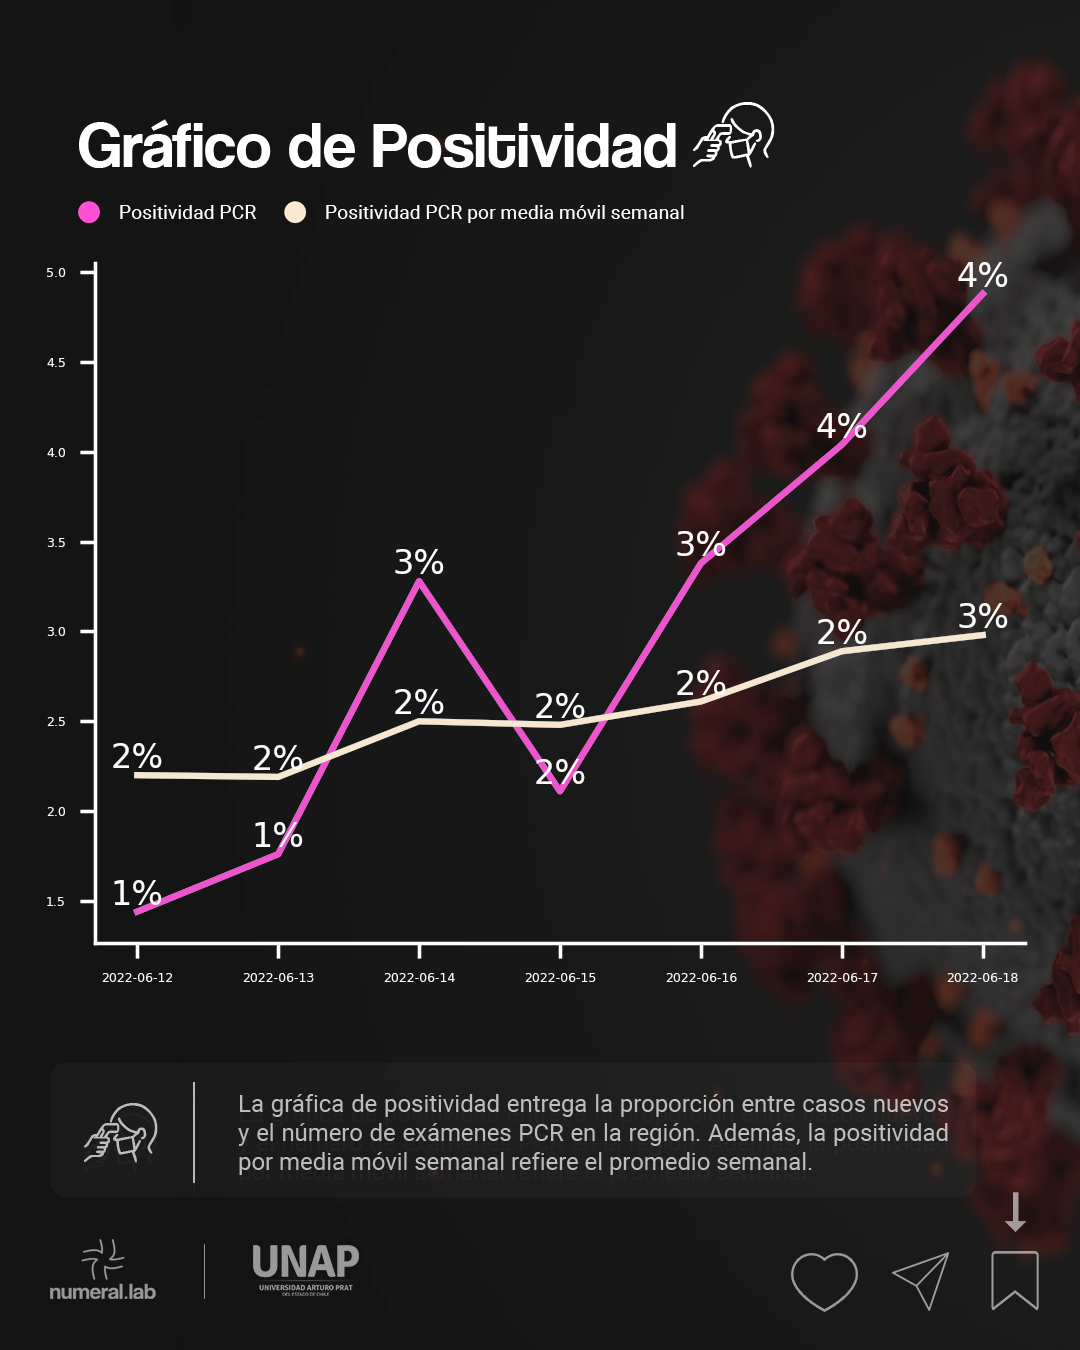 Gráfico de Positividad
Positividad PCR
Positividad PCR por media móvil semanal
5.0
4.5
4.0
3.5
3.0
2.5
2.0
1.5
4%
4%
3%
3%
3%
2%
2%
2%
2%
2%
2%
2%
1%
1%
2022-06-12
2022-06-13
2022-06-14
2022-06-15
2022-06-16
2022-06-17
2022-06-18
La gráfica de positividad entrega la proporción entre casos nuevos
y el número de exámenes PCR en la región. Además, la positividad
por media móvil semanal refiere el promedio semanal.
numeral.lab
UNAP
UNIVERSIDAD ARTURO PRAT
DEL ESTADO DE CHILE